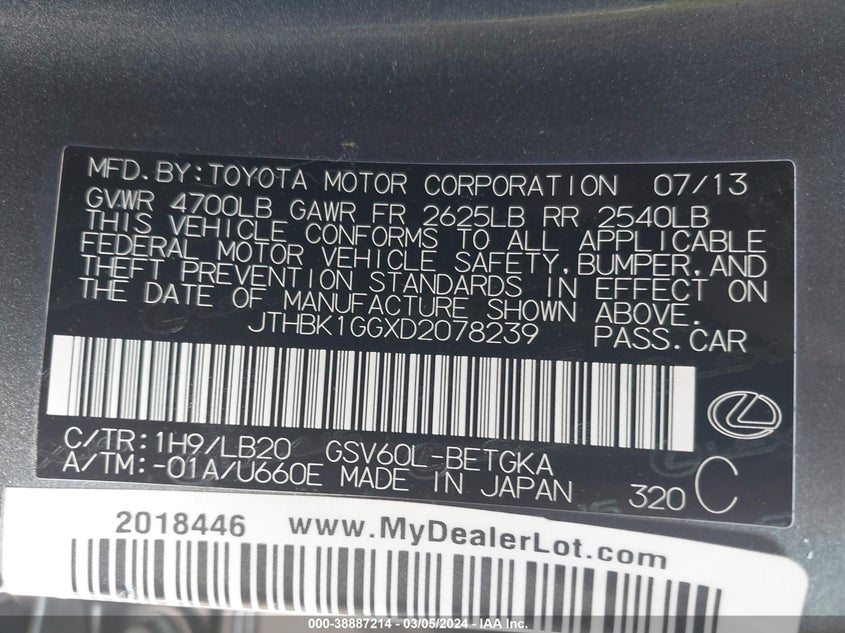 MFD.BY:TOYOTA MOTOR CORPORATION 07/13
GVWR 4700LB GAWR FR 2625LB RR 2540LB
THIS VEHICLE CONFORMS TO ALL APPLICABLE
FEDERAL MOTOR VEHICLE SAFETY,BUMPER,AND
THEFT PREVENTION STANDARDS IN EFFECT ON
THE DATE OF MANUFACTURE SHOWN ABOVE.
JTHBK1GGXD2078239 PASS.CAR
C/TR:1H9/LB20 GSV60L-BETGKA
A/TM:-01A/U660E MADE IN JAPAN 320 C
2018446 www.MyDealerLot.com
000-38887214 - 03/05/2024 - IAA Inc.